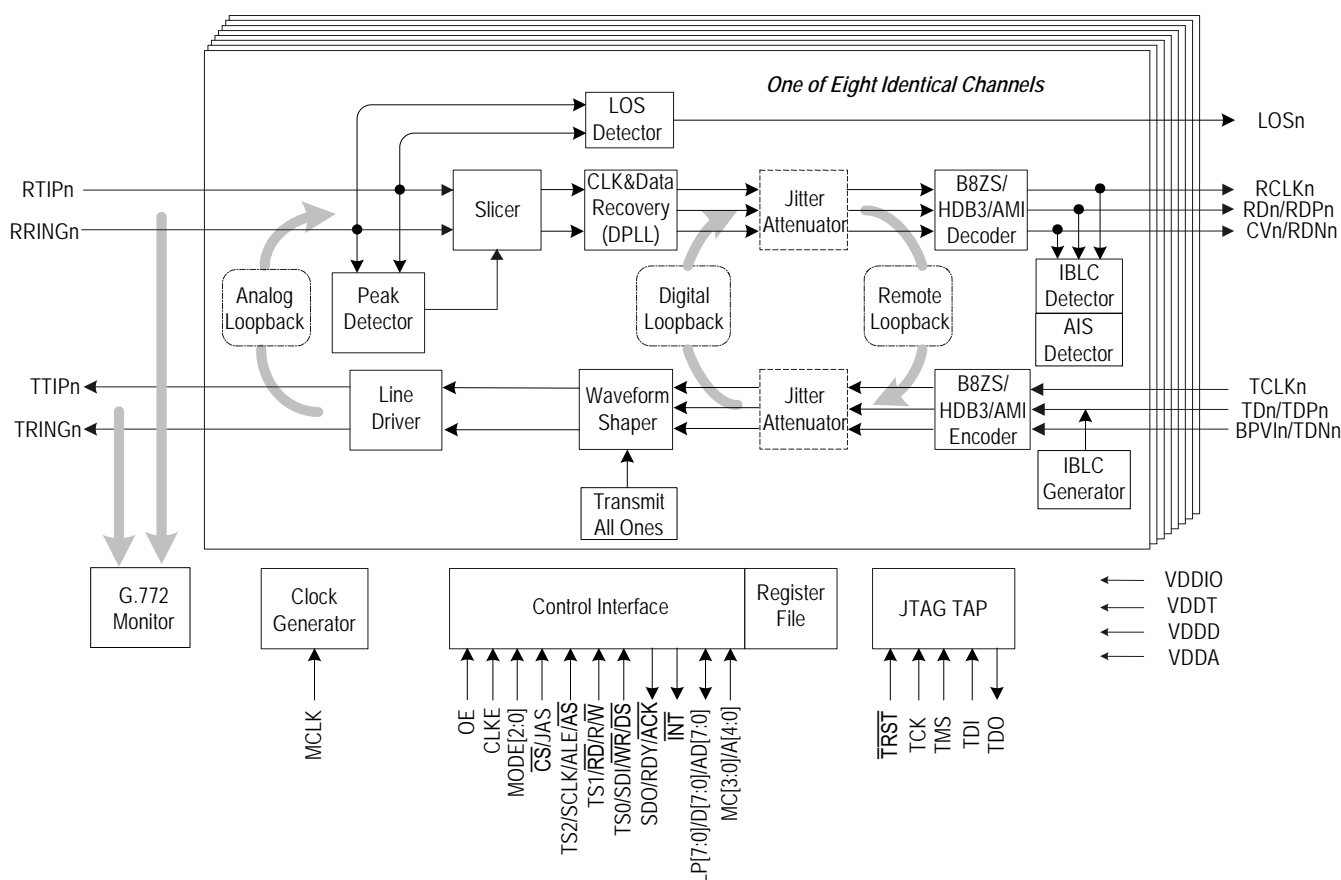 One of Eight Identical Channels
LOS
Detector
LOSn
RTIPn
RRINGn
Slicer
CLK&Data
Recovery
(DPLL)
Jitter
Attenuator
B8ZS/
HDB3/AMI
Decoder
RCLKn
RDn/RDPn
CVn/RDNn
Analog
Loopback
Peak
Detector
Digital
Loopback
Remote
Loopback
IBLC
Detector
AIS
Detector
TTIPn
TRINGn
Line
Driver
Waveform
Shaper
Jitter
Attenuator
B8ZS/
HDB3/AMI
Encoder
TCLKn
TDn/TDPn
BPVIn/TDNn
Transmit
All Ones
IBLC
Generator
G.772
Monitor
Clock
Generator
Control Interface
Register
File
JTAG TAP
VDDIO
VDDT
VDDD
VDDA
MCLK
OE
CLKE
MODE[2:0]
CS/JAS
TS2/SCLK/ALE/AS
TS1/RD/R/W
TS0/SDI/WR/DS
SDO/RDY/ACK
INT
LP[7:0]/D[7:0]/AD[7:0]
MC[3:0]/A[4:0]
TRST
TCK
TMS
TDI
TDO